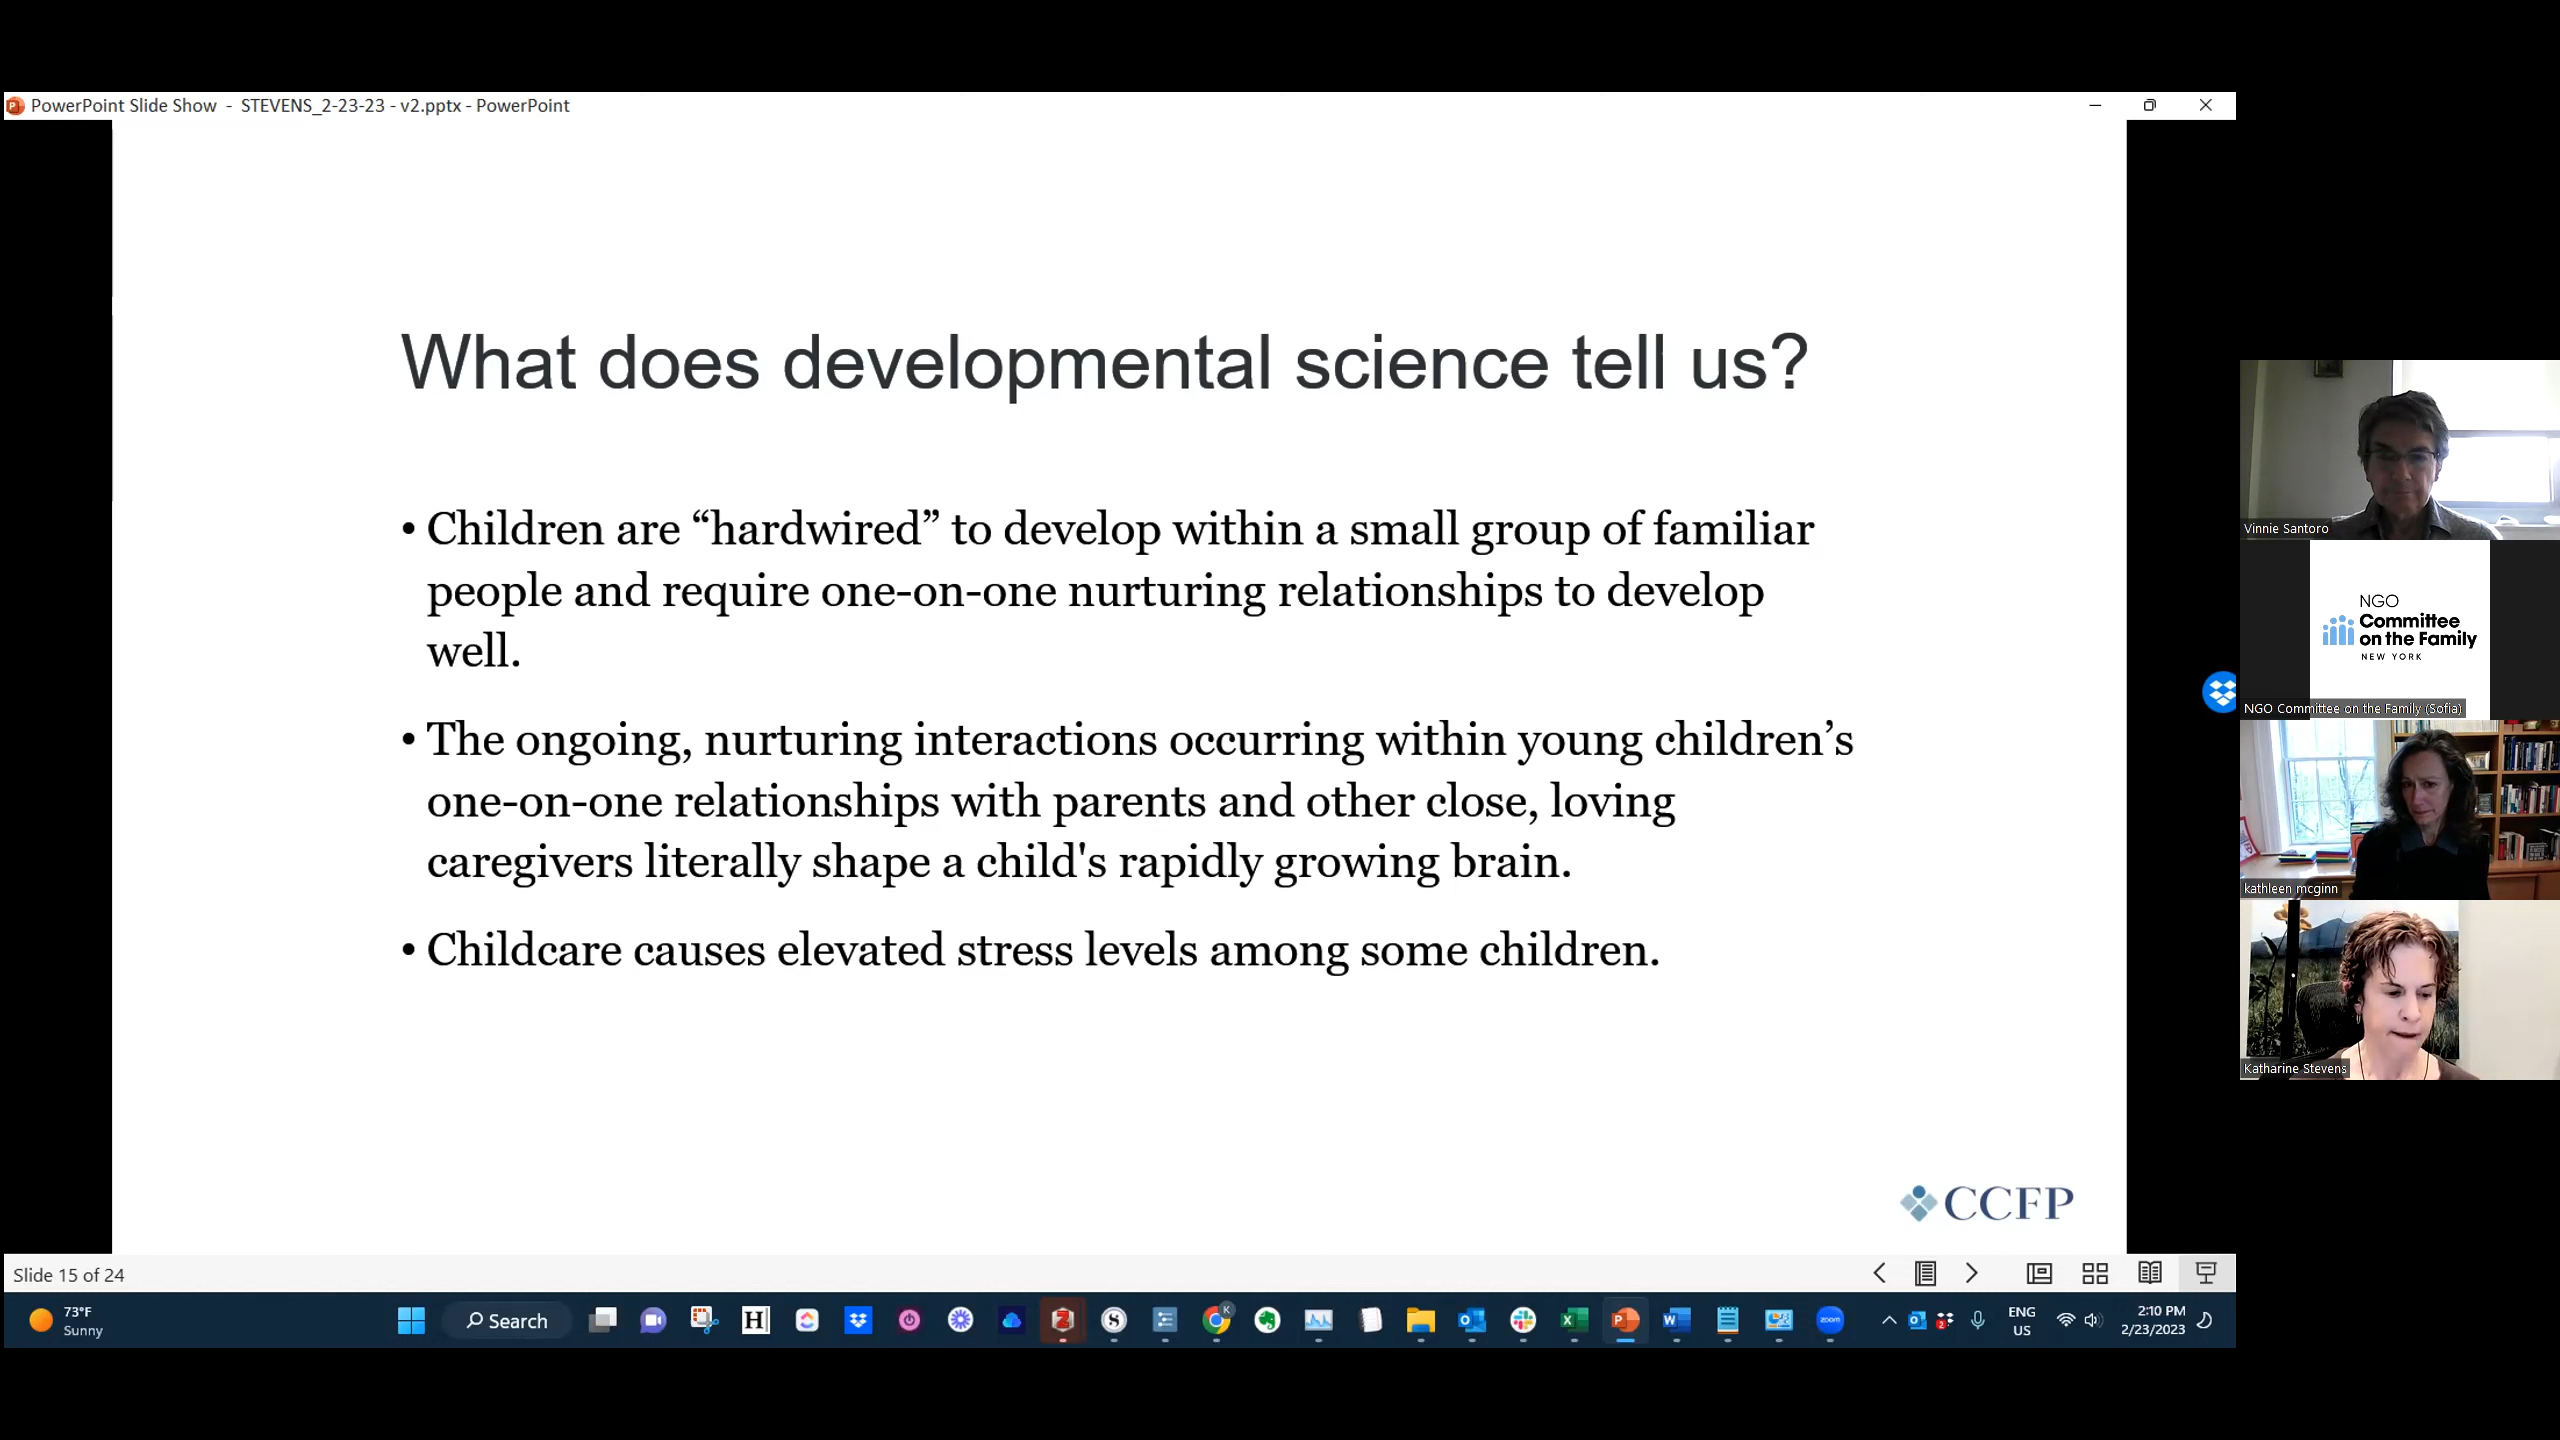 PowerPoint Slide Show - STEVENS_2-23-23 - v2.pptx - PowerPoint
What does developmental science tell us?
• Children are “hardwired” to develop within a small group of familiar
people and require one-on-one nurturing relationships to develop
well.
• The ongoing, nurturing interactions occurring within young children’s
one-on-one relationships with parents and other close, loving
caregivers literally shape a child's rapidly growing brain.
• Childcare causes elevated stress levels among some children.
CCFP
Slide 15 of 24
73°F
Sunny
Search
ENG
US
2:10 PM
2/23/2023
Vinnie Santoro
NGO
Committee
on the Family
NEW YORK
NGO Committee on the Family (Sofia)
kathleen mcginn
Katharine Stevens